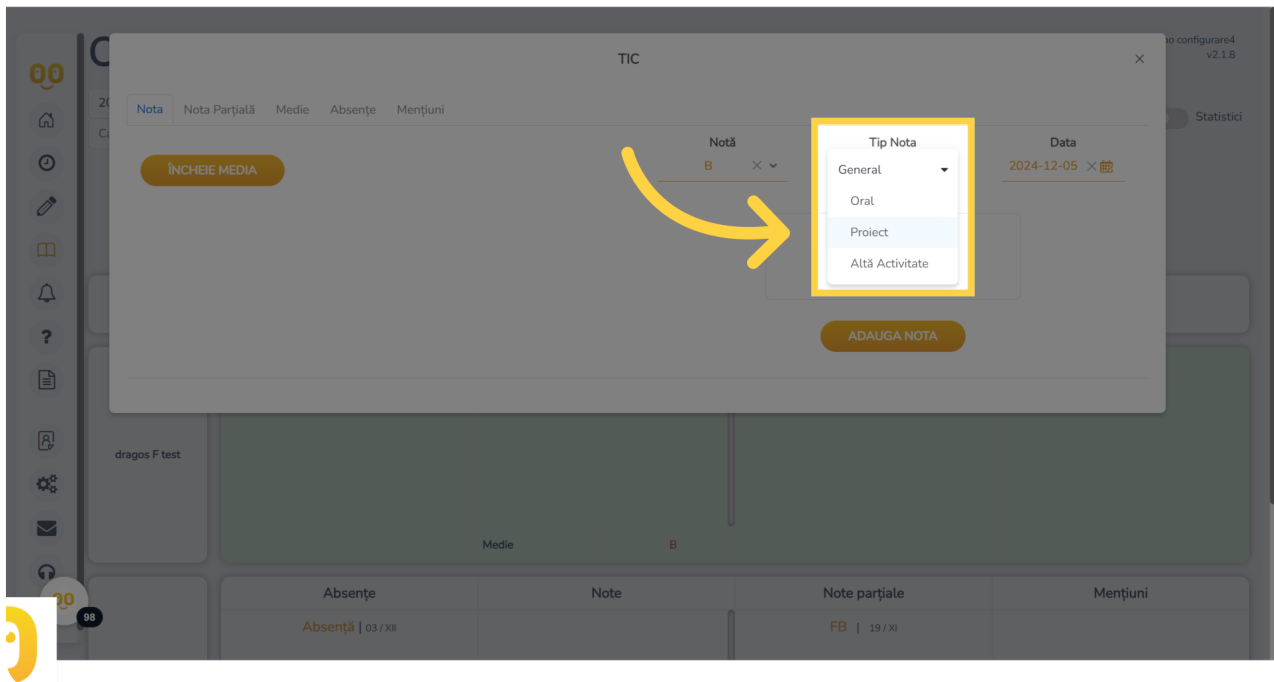 TIC
no configurare4
v2.1.8
Nota Nota Parțială Medie Absențe Mențiuni
Statistici
Notă Tip Nota Data
ÎNCHEIE MEDIA B General 2024-12-05
Oral
Proiect
Altă Activitate
ADAUGA NOTA
dragos F test
Medie B
Absențe Note Note parțiale Mențiuni
98
Absență | 03 / XII FB | 19 / XI